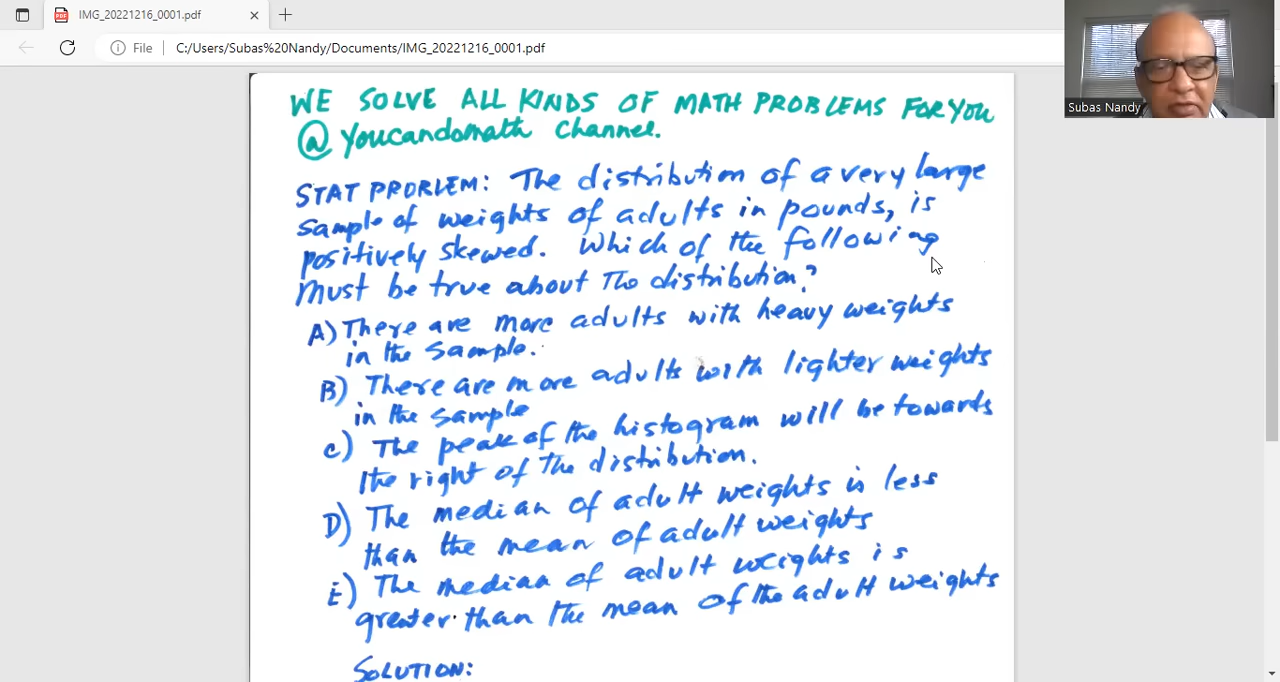 IMG_20221216_0001.pdf
File
C:/Users/Subas%20Nandy/Documents/IMG_20221216_0001.pdf
Subas Nandy
WE SOLVE ALL KINDS OF MATH PROBLEMS FOR YOU
@ Youcandomath Channel.
STAT PROBLEM: The distribution of a very large
sample of weights of adults in pounds, is
positively skewed. Which of the following
must be true about the distribution?
A) There are more adults with heavy weights
in the sample.
B) There are more adults with lighter weights
in the sample
C) The peak of the histogram will be towards
the right of the distribution.
D) The median of adult weights is less
than the mean of adult weights
E) The median of adult weights is
greater than the mean of the adult weights
SOLUTION: